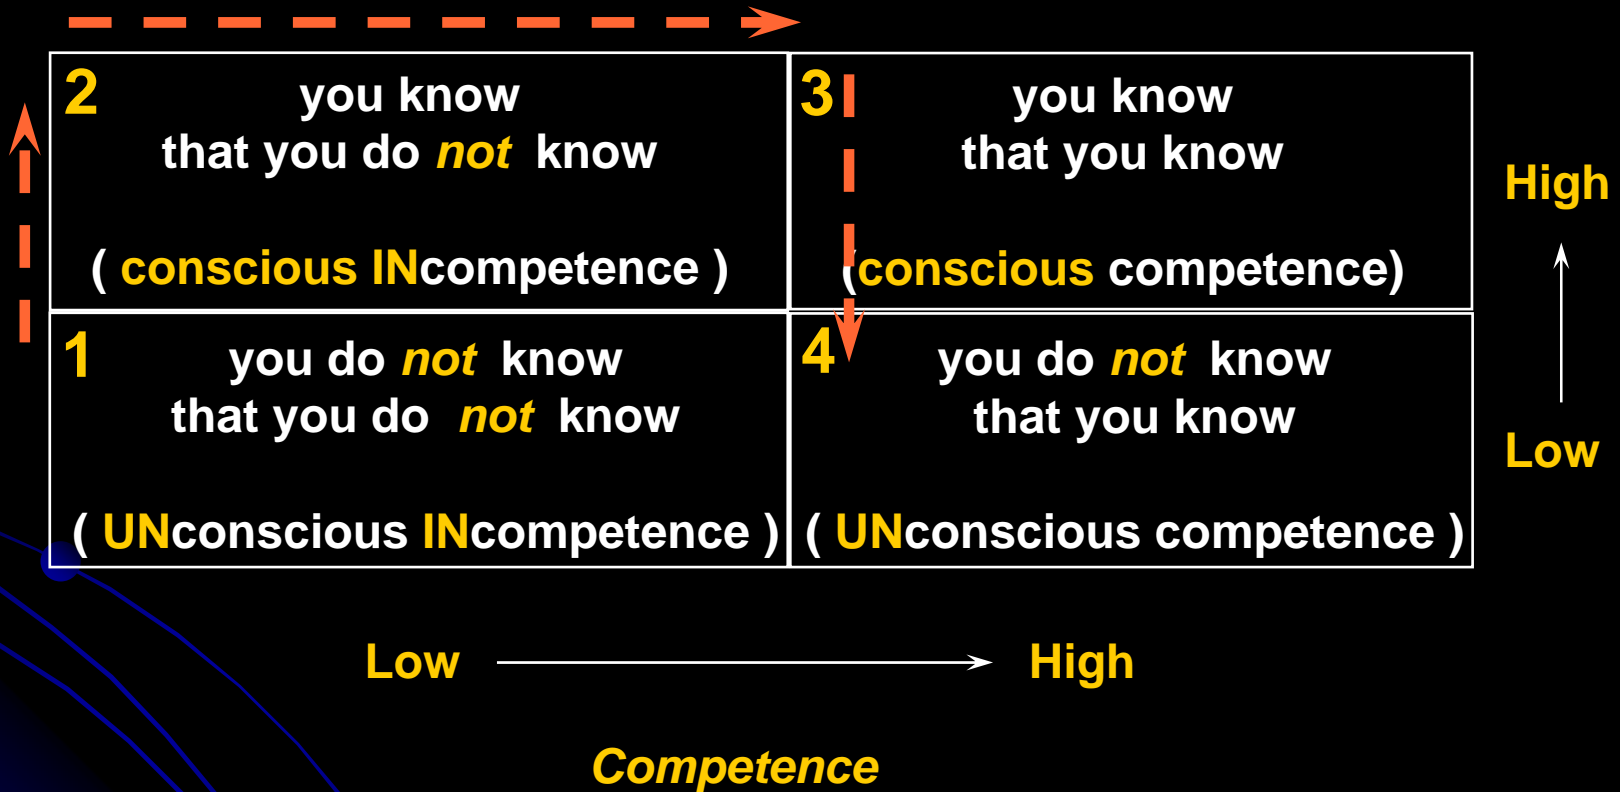 2
you know
that you do not know
( conscious INcompetence )
3
you know
that you know
(conscious competence)
High
1
you do not know
that you do not know
( UNconscious INcompetence )
4
you do not know
that you know
( UNconscious competence )
Low
Low
High
Competence